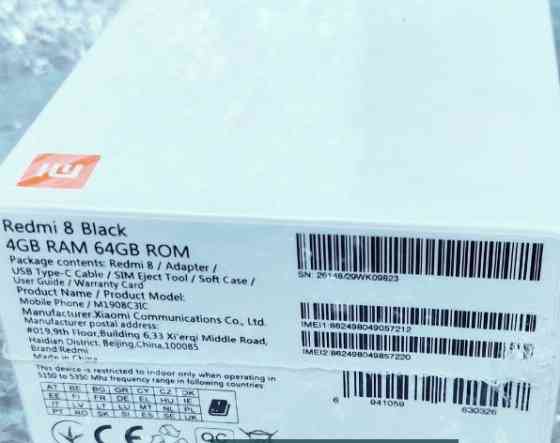 Redmi 8 Black
4GB RAM 64GB ROM
Package contents: Redmi 8 / Adapter /
USB Type-C Cable / SIM Eject Tool / Soft Case /
User Guide / Warranty Card
Product Name / Product Model:
Mobile Phone / M1908C3IC
Manufacturer:Xiaomi Communications Co., Ltd.
Manufacturer postal address:
#019,9th Floor,Building 6,33 Xi'erqi Middle Road,
Haidian District, Beijing,China,100085
Brand:Redmi
Made in China
SN: 26148/29WK09823
IMEI1:862498049057212
IMEI2:862498049857220
This device is restricted to indoor only when operating in
5150 to 5350 Mhz frequency range in following countries
AT BE BG GR CY CZ DK
EE FI FR DE EL HU IE
IT LV LT LU MT NL PL
PT RO SK SI ES SE UK
6 941059 630326
CE